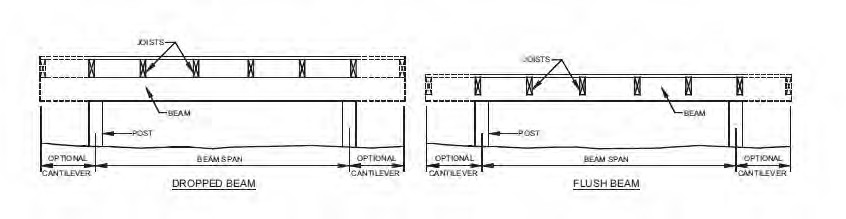 JOISTS
BEAM
POST
OPTIONAL
CANTILEVER
BEAM SPAN
OPTIONAL
CANTILEVER
DROPPED BEAM
JOISTS
BEAM
POST
OPTIONAL
CANTILEVER
BEAM SPAN
OPTIONAL
CANTILEVER
FLUSH BEAM